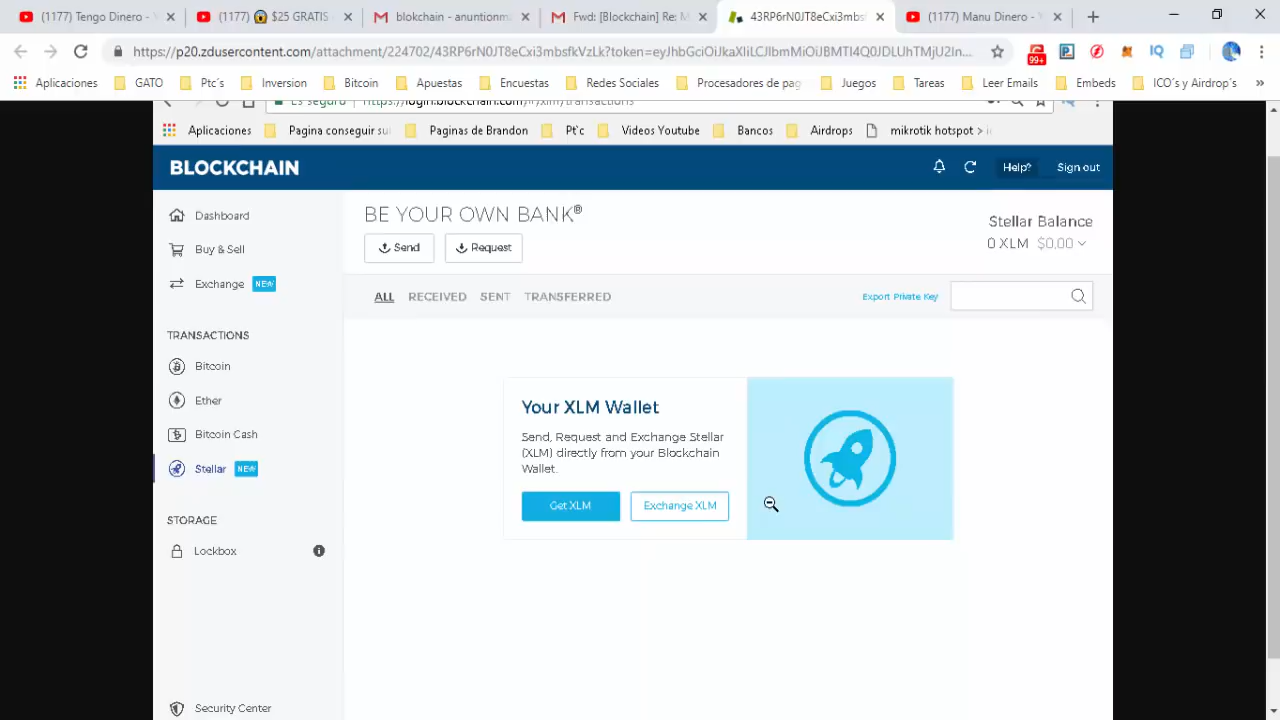 (1177) Tengo Dinero - Y
(1177) 😱 $25 GRATIS
blokchain - anuntionm
Fwd: [Blockchain] Re: M
43RP6rN0JT8eCxi3mbs
(1177) Manu Dinero - Yo
https://p20.zdusercontent.com/attachment/224702/43RP6rN0JT8eCxi3mbsfkVzLk?token=eyJhbGciOiJkaXIiLCJlbmMiOiJBMTI4Q0JDLUhTMjU2In...
99+
Aplicaciones GATO Ptc´s Inversion Bitcoin Apuestas Encuestas Redes Sociales Procesadores de pag Juegos Tareas Leer Emails Embeds ICO´s y Airdrop´s »
Es seguro
Aplicaciones Pagina conseguir su Paginas de Brandon Pt´c Videos Youtube Bancos Airdrops mikrotik hotspot >
BLOCKCHAIN
Help? Sign out
Dashboard
Buy & Sell
Exchange NEW
TRANSACTIONS
Bitcoin
Ether
Bitcoin Cash
Stellar NEW
STORAGE
Lockbox
Security Center
BE YOUR OWN BANK®
Send Request
Stellar Balance
0 XLM $0.00
ALL RECEIVED SENT TRANSFERRED
Export Private Key
Your XLM Wallet
Send, Request and Exchange Stellar
(XLM) directly from your Blockchain
Wallet.
Get XLM Exchange XLM